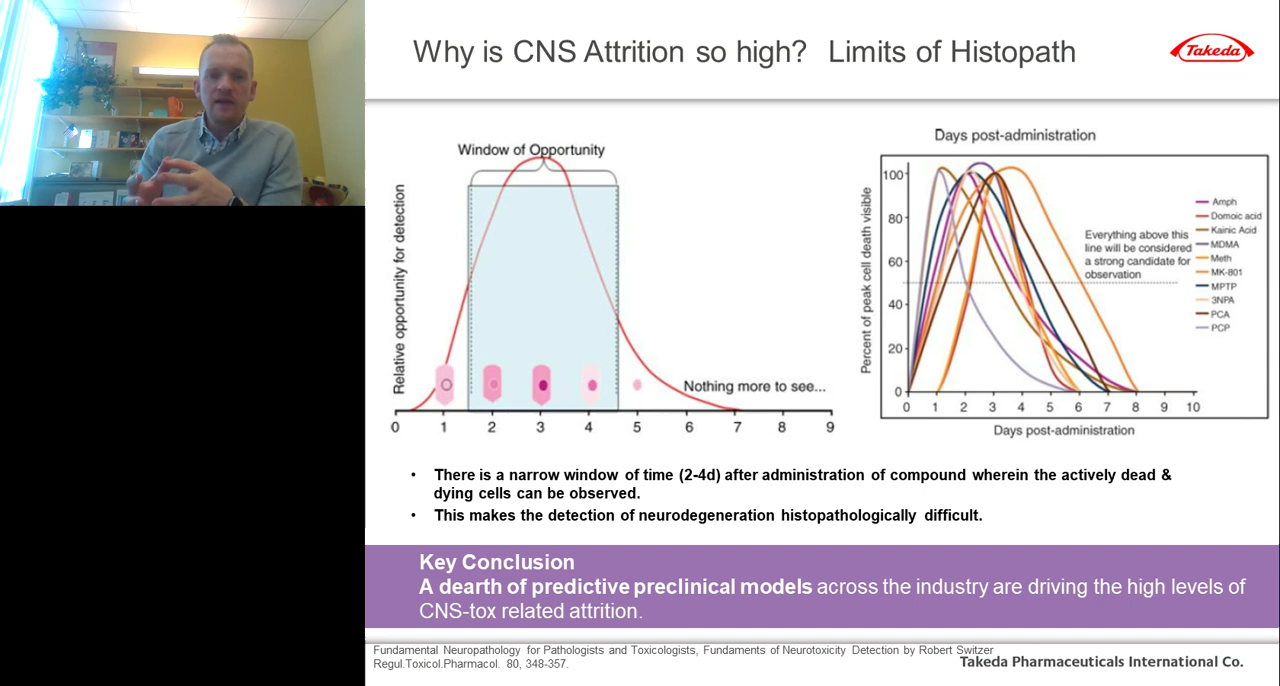 Why is CNS Attrition so high? Limits of Histopath
Takeda
Window of Opportunity
Relative opportunity for detection
Nothing more to see...
0 1 2 3 4 5 6 7 8 9
Days post-administration
Percent of peak cell death visible
100
80
60
40
20
0
Everything above this
line will be considered
a strong candidate for
observation
Amph
Domoic acid
Kainic Acid
MDMA
Meth
MK-801
MPTP
3NPA
PCA
PCP
0 1 2 3 4 5 6 7 8 9 10
Days post-administration
• There is a narrow window of time (2-4d) after administration of compound wherein the actively dead &
dying cells can be observed.
• This makes the detection of neurodegeneration histopathologically difficult.
Key Conclusion
A dearth of predictive preclinical models across the industry are driving the high levels of
CNS-tox related attrition.
Fundamental Neuropathology for Pathologists and Toxicologists, Fundaments of Neurotoxicity Detection by Robert Switzer
Regul.Toxicol.Pharmacol. 80, 348-357.
Takeda Pharmaceuticals International Co.